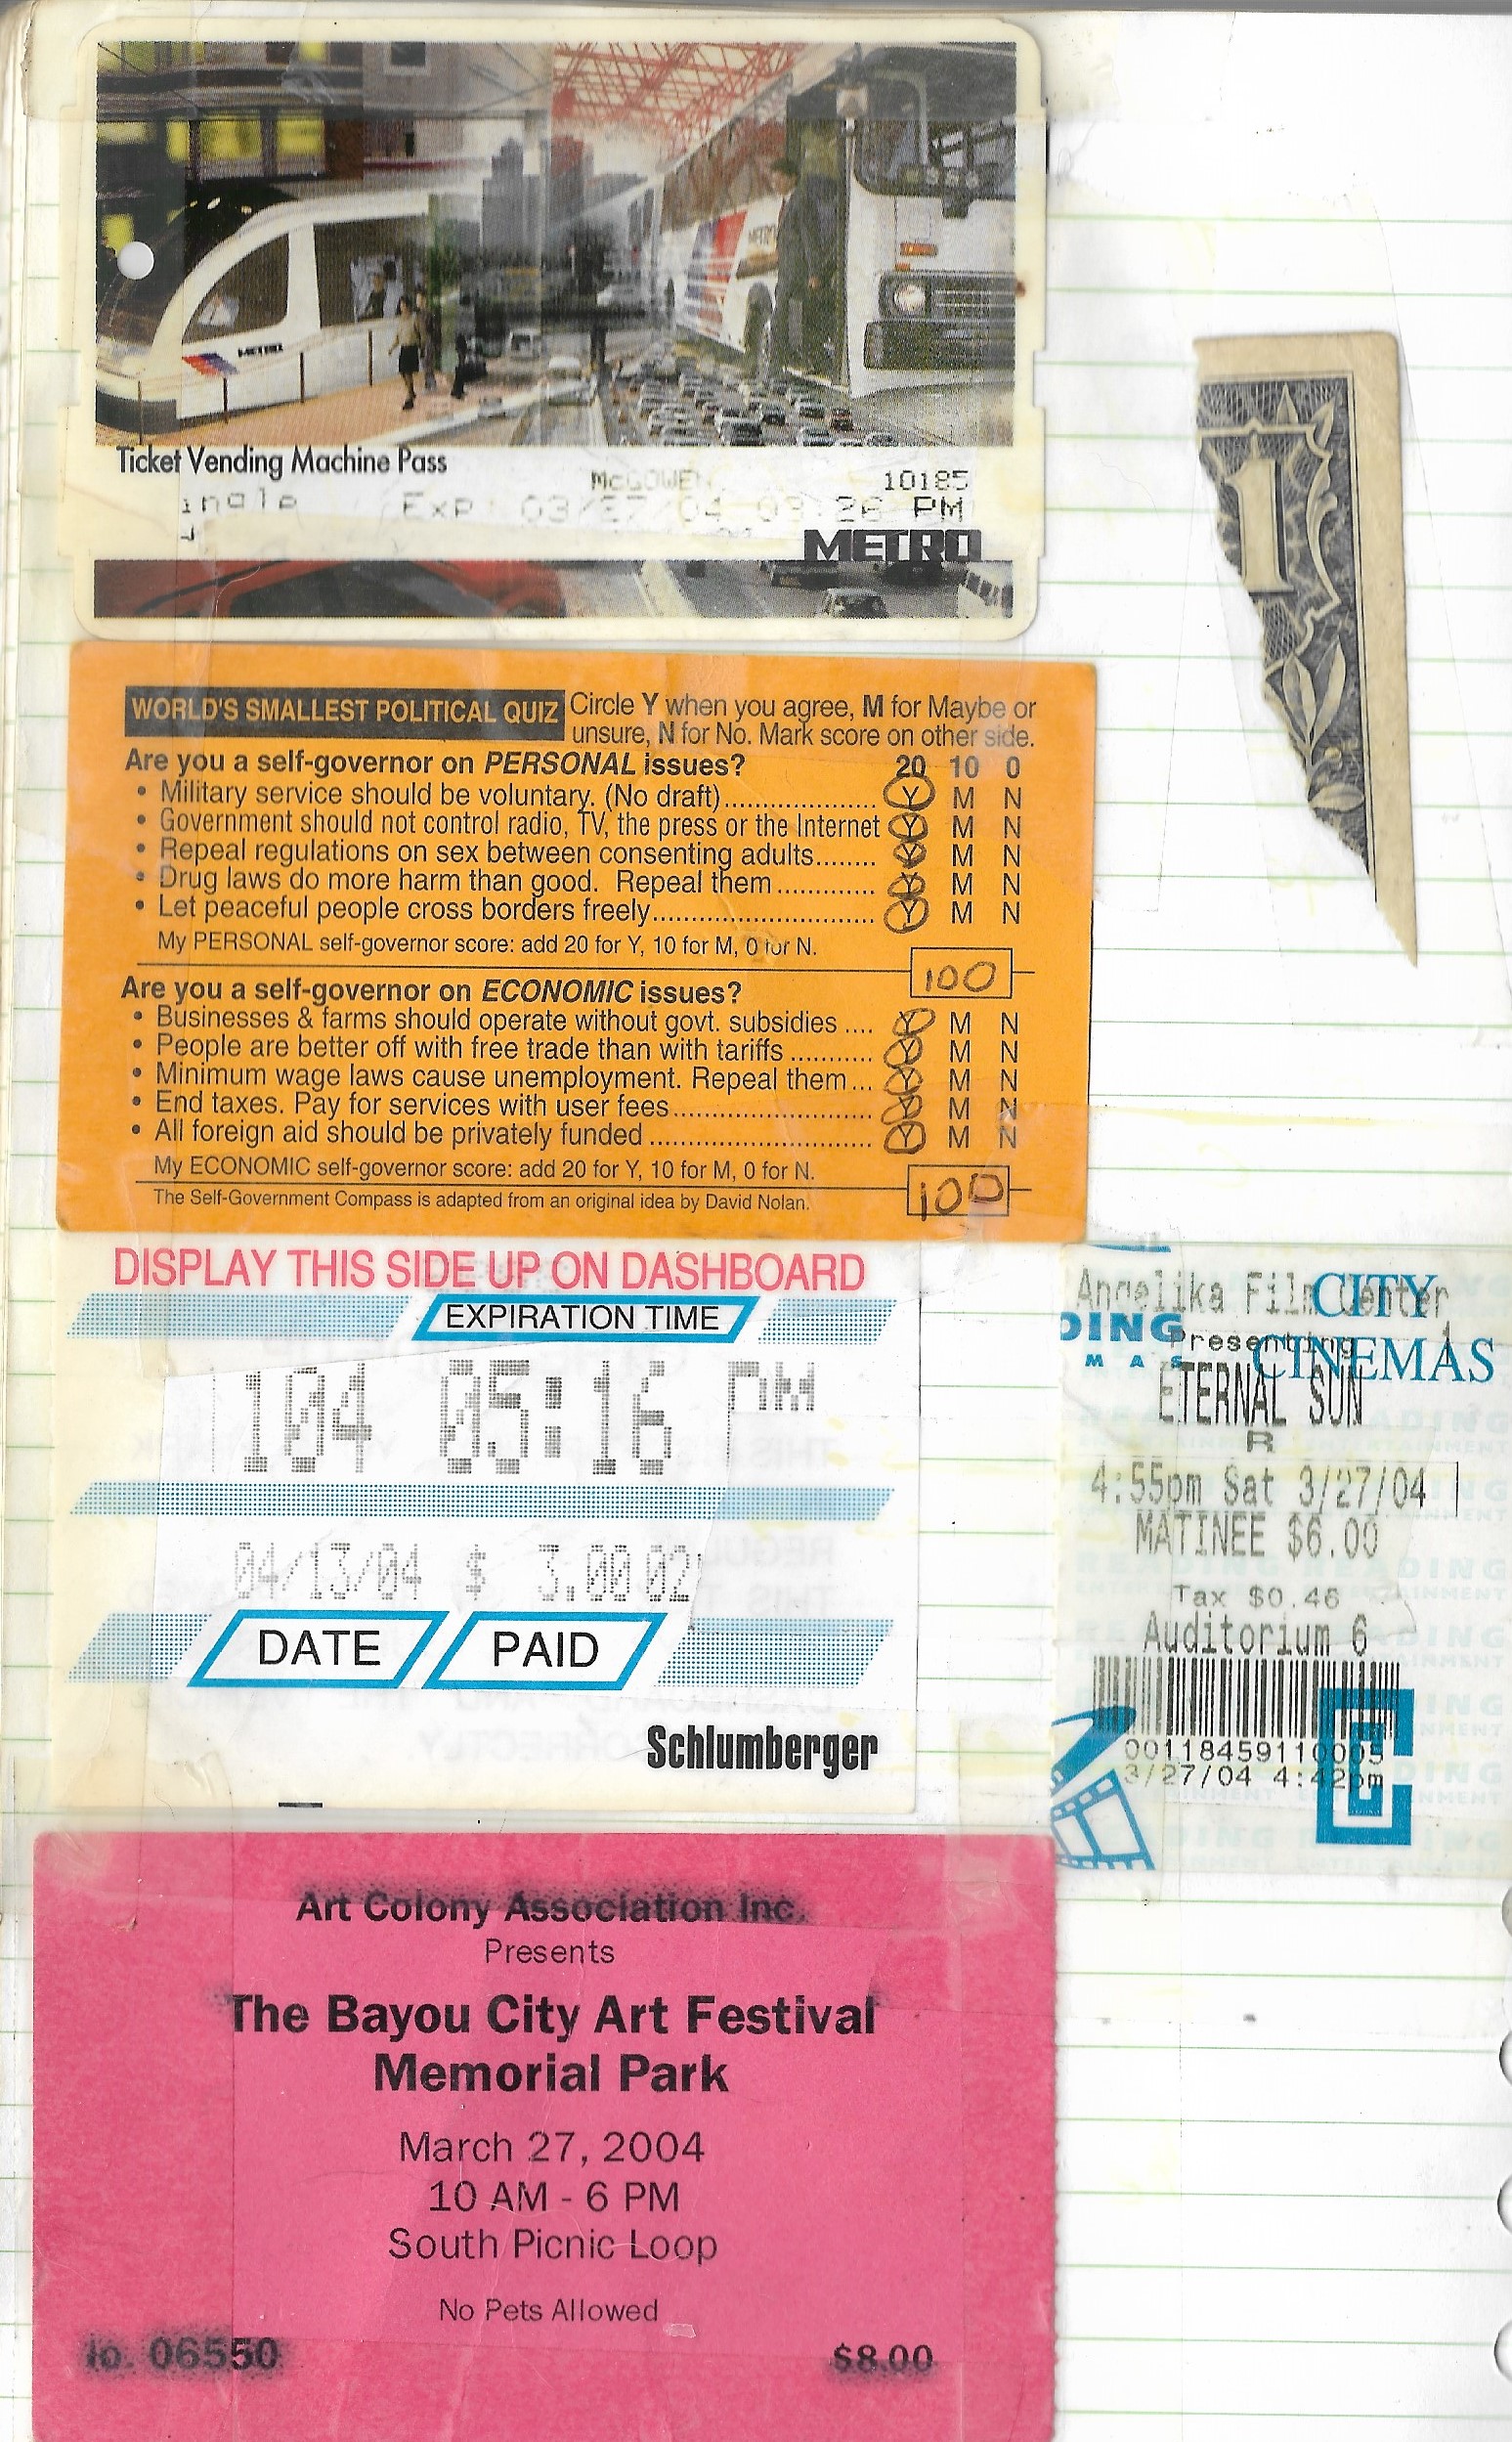 METRO
METRO
Ticket Vending Machine Pass
McGOWEN 10185
ingle Exp: 03/27/04 03:26 PM
METRO
1
WORLD'S SMALLEST POLITICAL QUIZ Circle Y when you agree, M for Maybe or
unsure, N for No. Mark score on other side.
Are you a self-governor on PERSONAL issues? 20 10 0
• Military service should be voluntary. (No draft).................... Y M N
• Government should not control radio, TV, the press or the Internet Y M N
• Repeal regulations on sex between consenting adults........ Y M N
• Drug laws do more harm than good. Repeal them............. Y M N
• Let peaceful people cross borders freely............................. Y M N
My PERSONAL self-governor score: add 20 for Y, 10 for M, 0 for N.
100
Are you a self-governor on ECONOMIC issues?
• Businesses & farms should operate without govt. subsidies .... Y M N
• People are better off with free trade than with tariffs ........... Y M N
• Minimum wage laws cause unemployment. Repeal them... Y M N
• End taxes. Pay for services with user fees.......................... Y M N
• All foreign aid should be privately funded ............................ Y M N
My ECONOMIC self-governor score: add 20 for Y, 10 for M, 0 for N.
100
The Self-Government Compass is adapted from an original idea by David Nolan.
DISPLAY THIS SIDE UP ON DASHBOARD
EXPIRATION TIME
104 05:16 PM
04/13/04 $ 3.00 02
DATE PAID
Schlumberger
Angelika Film Center
CITY
DING
Presenting
CINEMAS
M A S
ETERNAL SUN
R
4:55pm Sat 3/27/04
MATINEE $6.00
Tax $0.46
Auditorium 6
00118459110005
3/27/04 4:42pm
Art Colony Association Inc.
Presents
The Bayou City Art Festival
Memorial Park
March 27, 2004
10 AM - 6 PM
South Picnic Loop
No Pets Allowed
lo. 06550 $8.00